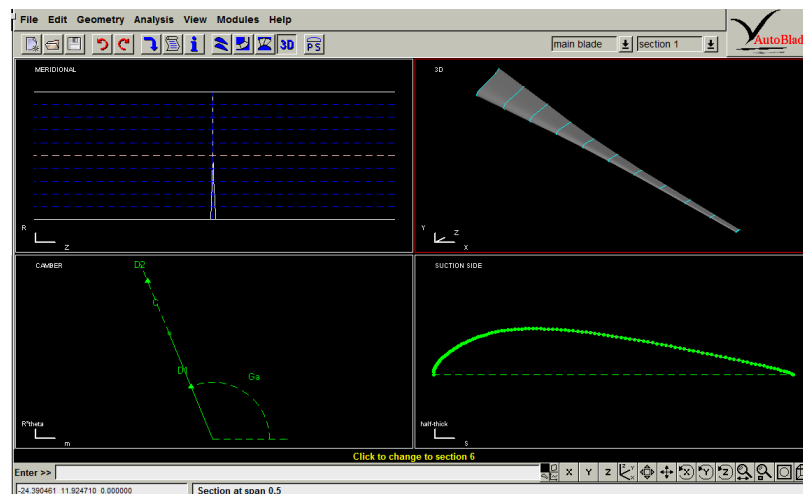 File Edit Geometry Analysis View Modules Help
3D PS main blade section 1 AutoBlad
MERIDIONAL
R
Z
3D
Y
Z
X
CAMBER
D2
C
D1
Ga
R*theta
m
SUCTION SIDE
half-thick
s
Click to change to section 6
Enter >> X Y Z X Y Z
-24.390461 11.924710 0.000000 Section at span 0.5